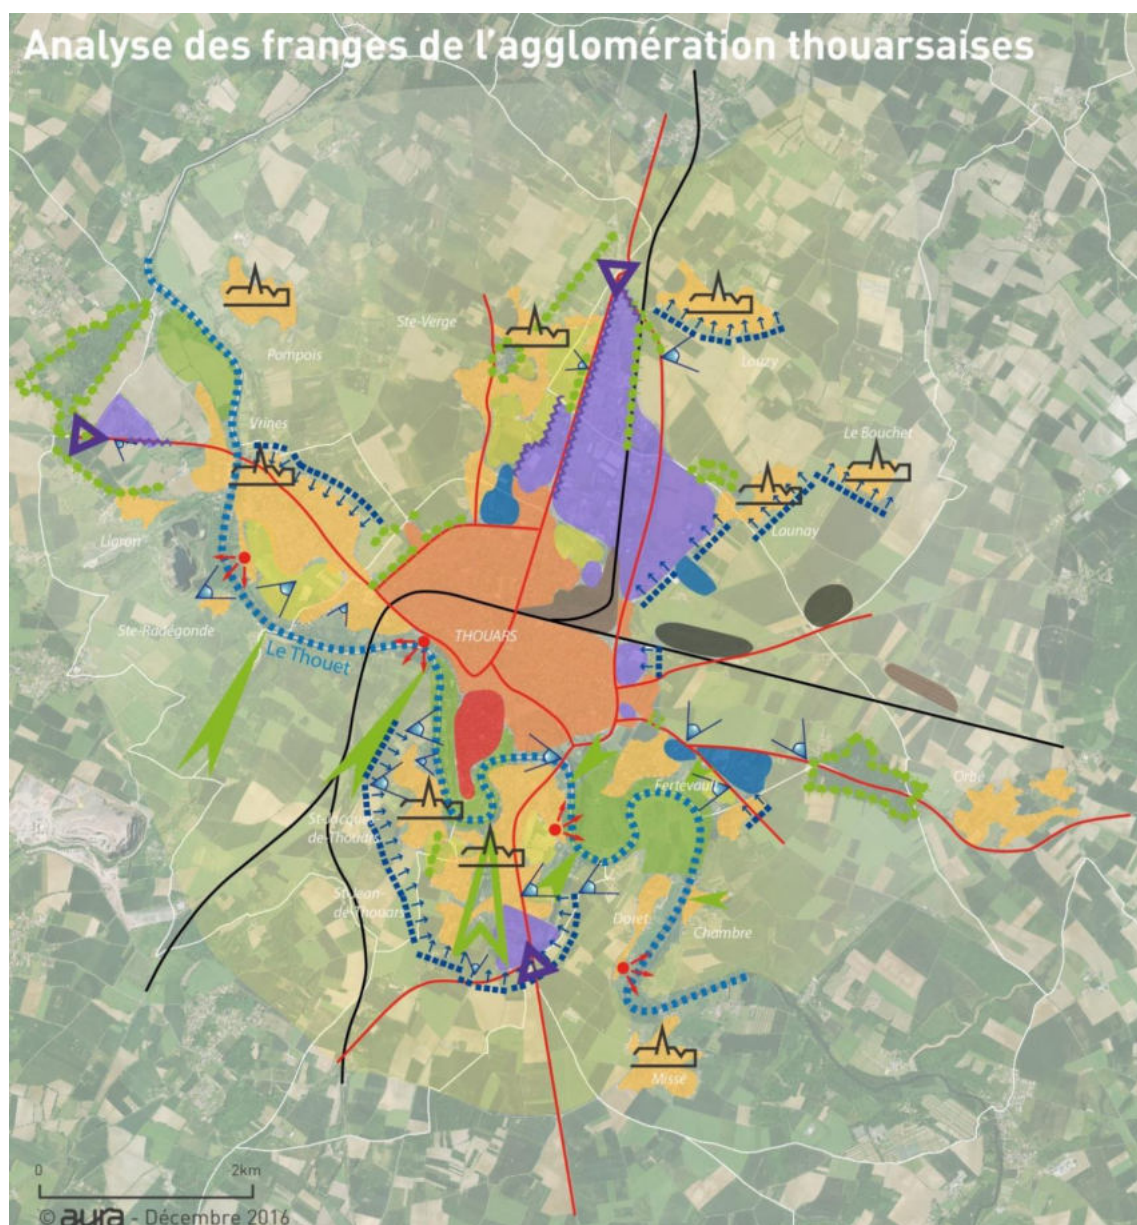 Analyse des franges de l'agglomération thouarsaises
Ste-Verge
Pompois
Louzy
Vrines
Le Bouchet
Ligron
Launay
Ste-Radégonde
THOUARS
Le Thouet
Fertevault
Orbé
St-Jacques-
de-Thouars
St-Jean-
de-Thouars
Doret
Chambre
Missé
0 2km
© aura - Décembre 2016